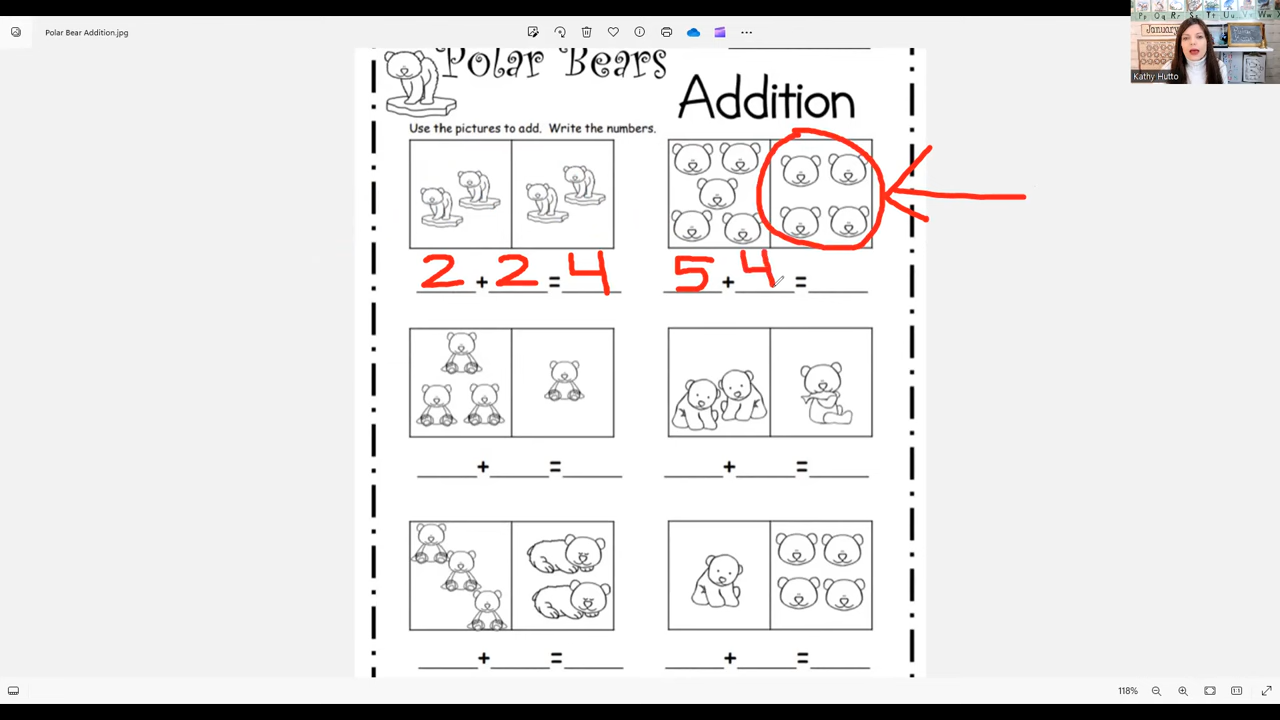 Polar Bear Addition.jpg
January
Kathy Hutto
Polar Bears
Addition
Use the pictures to add. Write the numbers.
2 + 2 = 4
5 + 4 =
+ =
+ =
+ =
+ =
118%